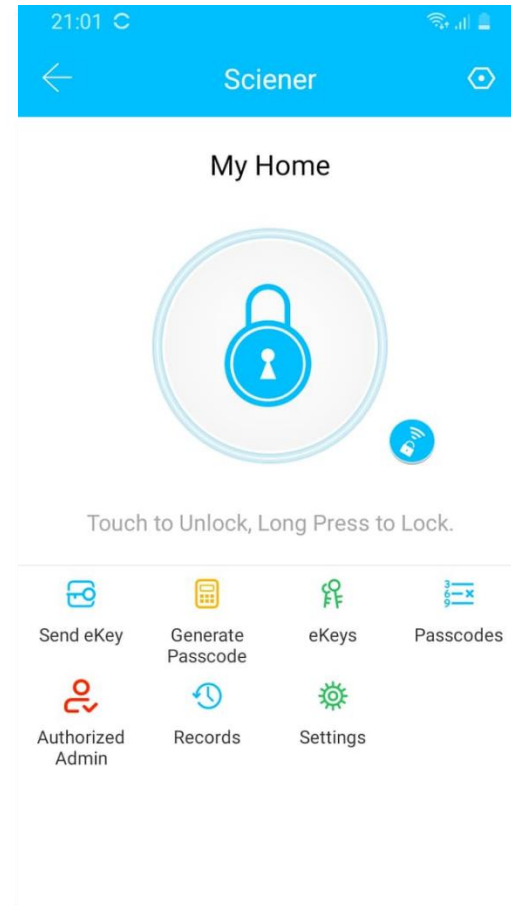 21:01
Sciener
My Home
Touch to Unlock, Long Press to Lock.
Send eKey
Generate
Passcode
eKeys
Passcodes
Authorized
Admin
Records
Settings